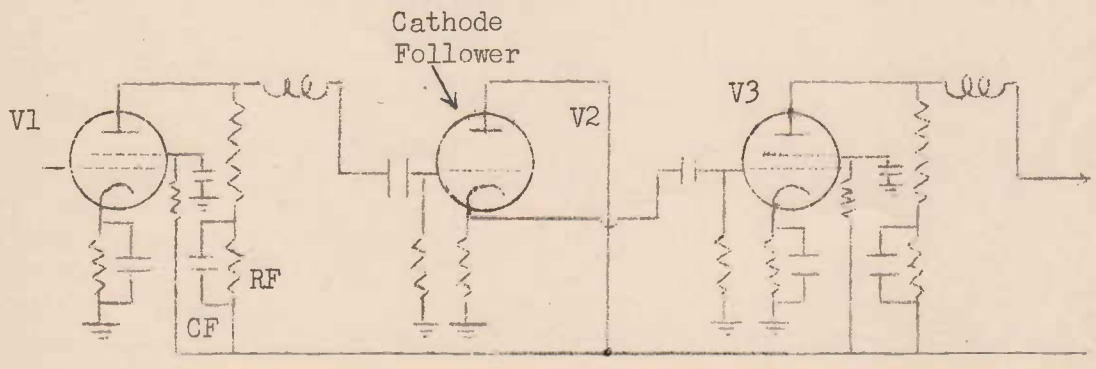 Cathode
Follower
V1
V2
V3
RF
CF